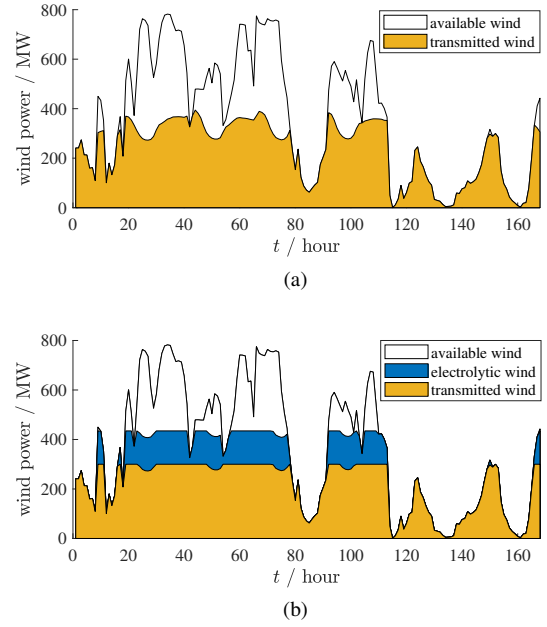 800
600
400
200
0
wind power / MW
available wind
transmitted wind
0 20 40 60 80 100 120 140 160
t / hour
(a)
800
600
400
200
0
wind power / MW
available wind
electrolytic wind
transmitted wind
0 20 40 60 80 100 120 140 160
t / hour
(b)